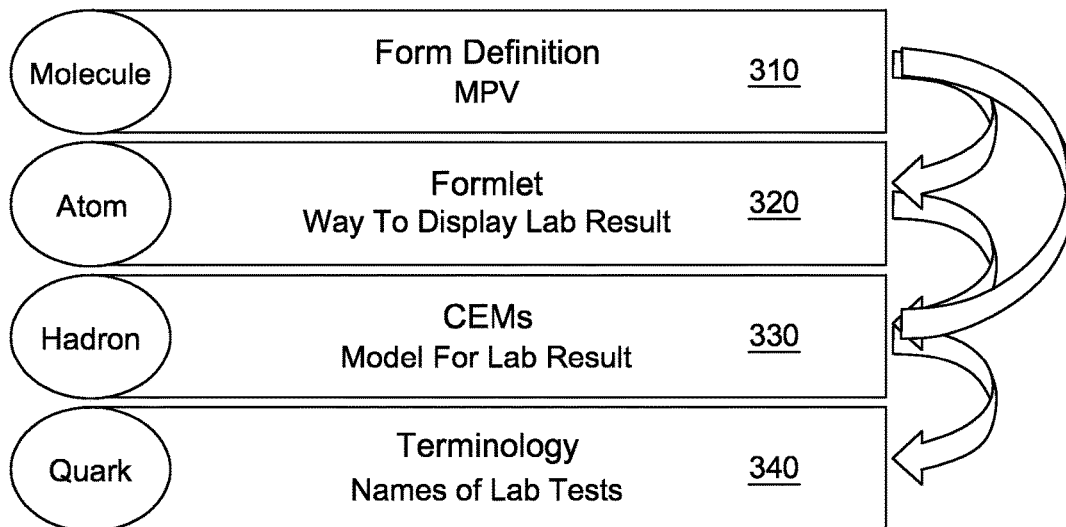 Molecule
Form Definition
MPV
310
Atom
Formlet
Way To Display Lab Result
320
Hadron
CEMs
Model For Lab Result
330
Quark
Terminology
Names of Lab Tests
340